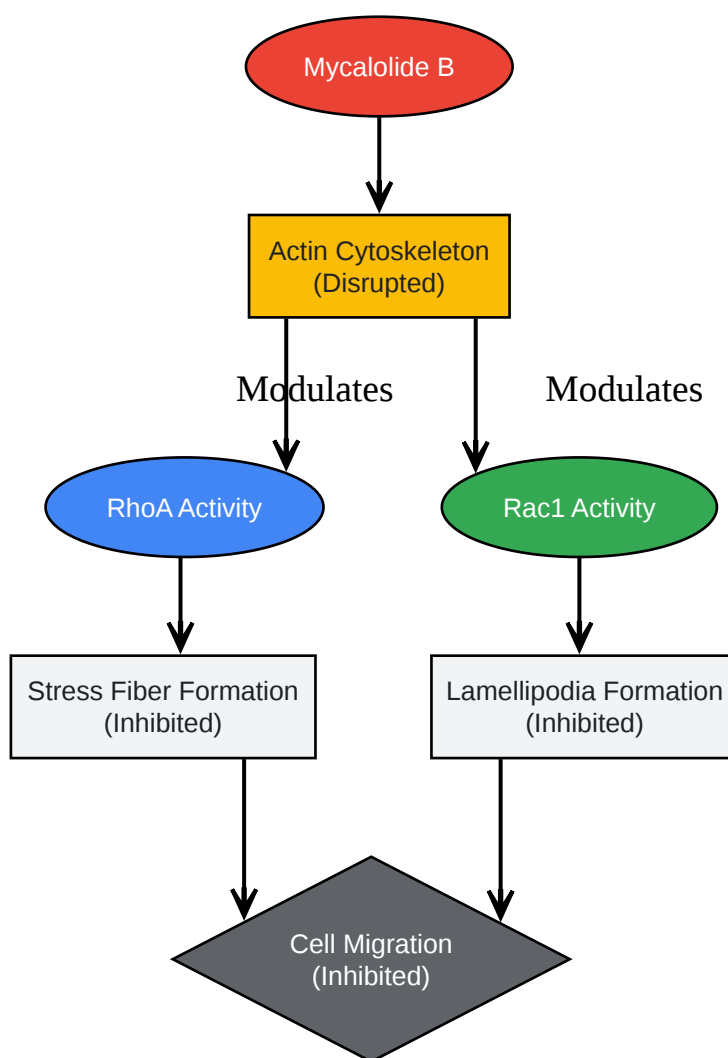 Mycalolide B
Actin Cytoskeleton
(Disrupted)
Modulates
Modulates
RhoA Activity
Rac1 Activity
Stress Fiber Formation
(Inhibited)
Lamellipodia Formation
(Inhibited)
Cell Migration
(Inhibited)